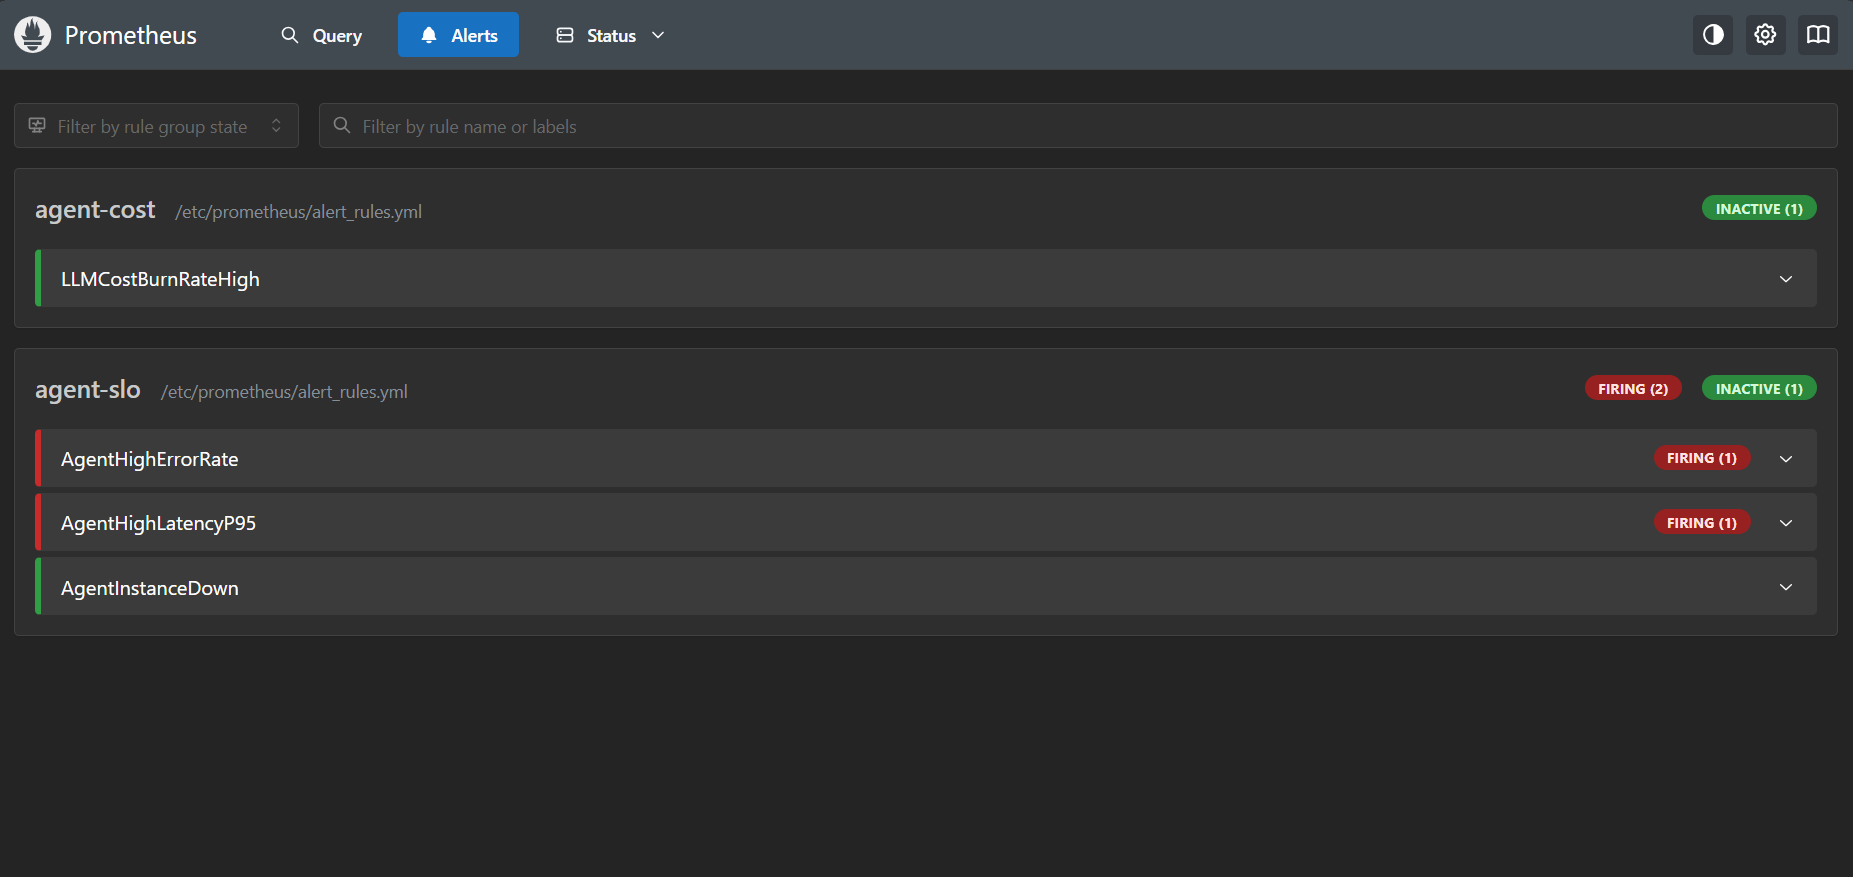 Prometheus Query Alerts Status
Filter by rule group state Filter by rule name or labels
agent-cost /etc/prometheus/alert_rules.yml INACTIVE (1)
LLMCostBurnRateHigh
agent-slo /etc/prometheus/alert_rules.yml FIRING (2) INACTIVE (1)
AgentHighErrorRate FIRING (1)
AgentHighLatencyP95 FIRING (1)
AgentInstanceDown